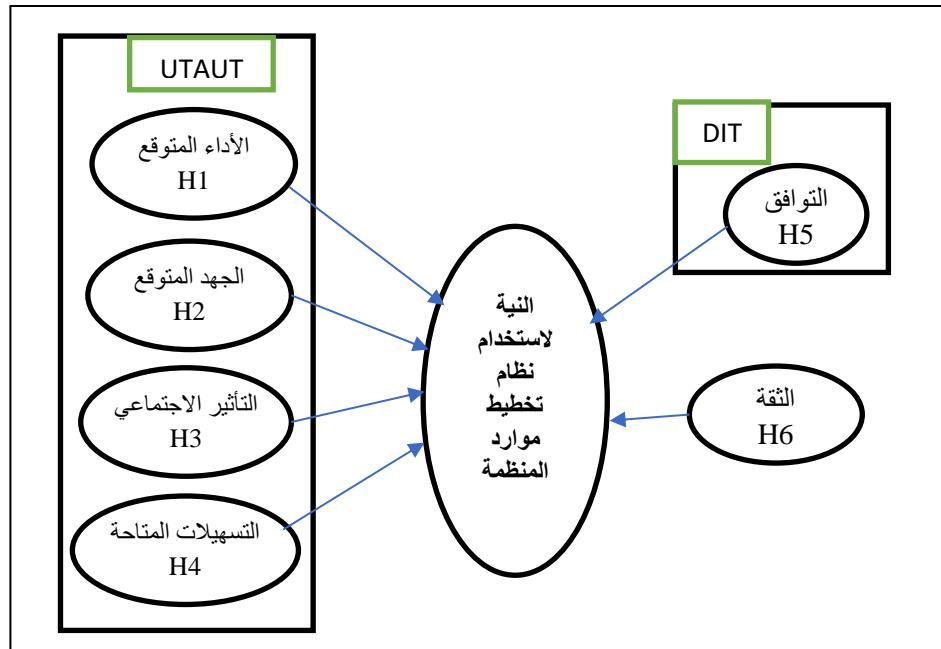 UTAUT
الأداء المتوقع
H1
الجهد المتوقع
H2
التأثير الاجتماعي
H3
التسهيلات المتاحة
H4
النية
لاستخدام
نظام
تخطيط
موارد
المنظمة
DIT
التوافق
H5
الثقة
H6